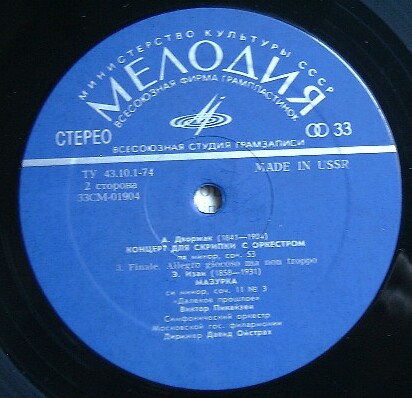 МИНИСТЕРСТВО КУЛЬТУРЫ СССР
МЕЛОДИЯ
ВСЕСОЮЗНАЯ ФИРМА ГРАМПЛАСТИНОК
СТЕРЕО
33
ВСЕСОЮЗНАЯ СТУДИЯ ГРАМЗАПИСИ
ТУ 43.10.1-74
MADE IN USSR
2 сторона
33СМ-01904
А. Дворжак (1841—1904)
КОНЦЕРТ ДЛЯ СКРИПКИ С ОРКЕСТРОМ
ля минор, соч. 53
3. Finale. Allegro giocoso ma non troppo
Э. Изаи (1858—1931)
МАЗУРКА
си минор, соч. 11 № 3
«Далекое прошлое»
Виктор Пикайзен
Симфонический оркестр
Московской гос. филармонии
Дирижер Давид Ойстрах